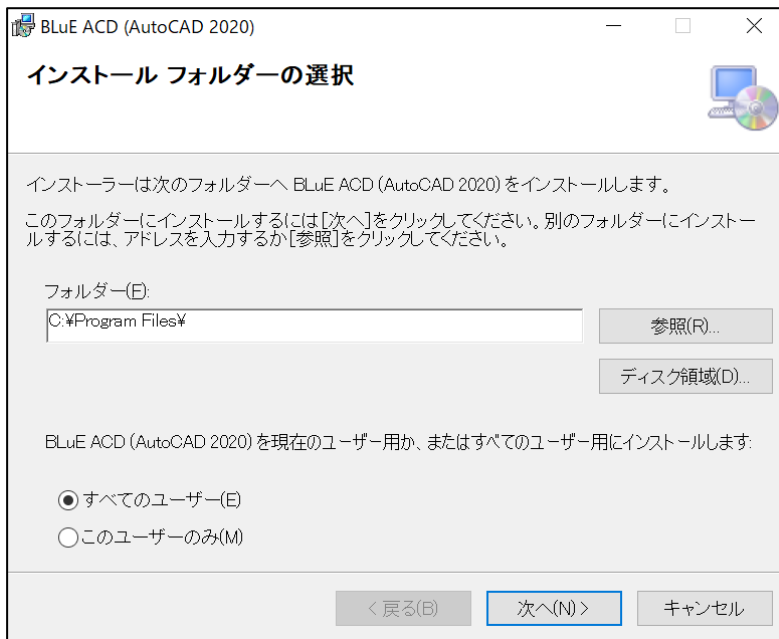 BLuE ACD (AutoCAD 2020)
インストール フォルダーの選択
インストーラーは次のフォルダーへ BLuE ACD (AutoCAD 2020) をインストールします。
このフォルダーにインストールするには[次へ]をクリックしてください。別のフォルダーにインストー
ルするには、アドレスを入力するか[参照]をクリックしてください。
フォルダー(F):
C:¥Program Files¥
参照(R)...
ディスク領域(D)...
BLuE ACD (AutoCAD 2020) を現在のユーザー用か、またはすべてのユーザー用にインストールします:
すべてのユーザー(E)
このユーザーのみ(M)
< 戻る(B)
次へ(N) >
キャンセル